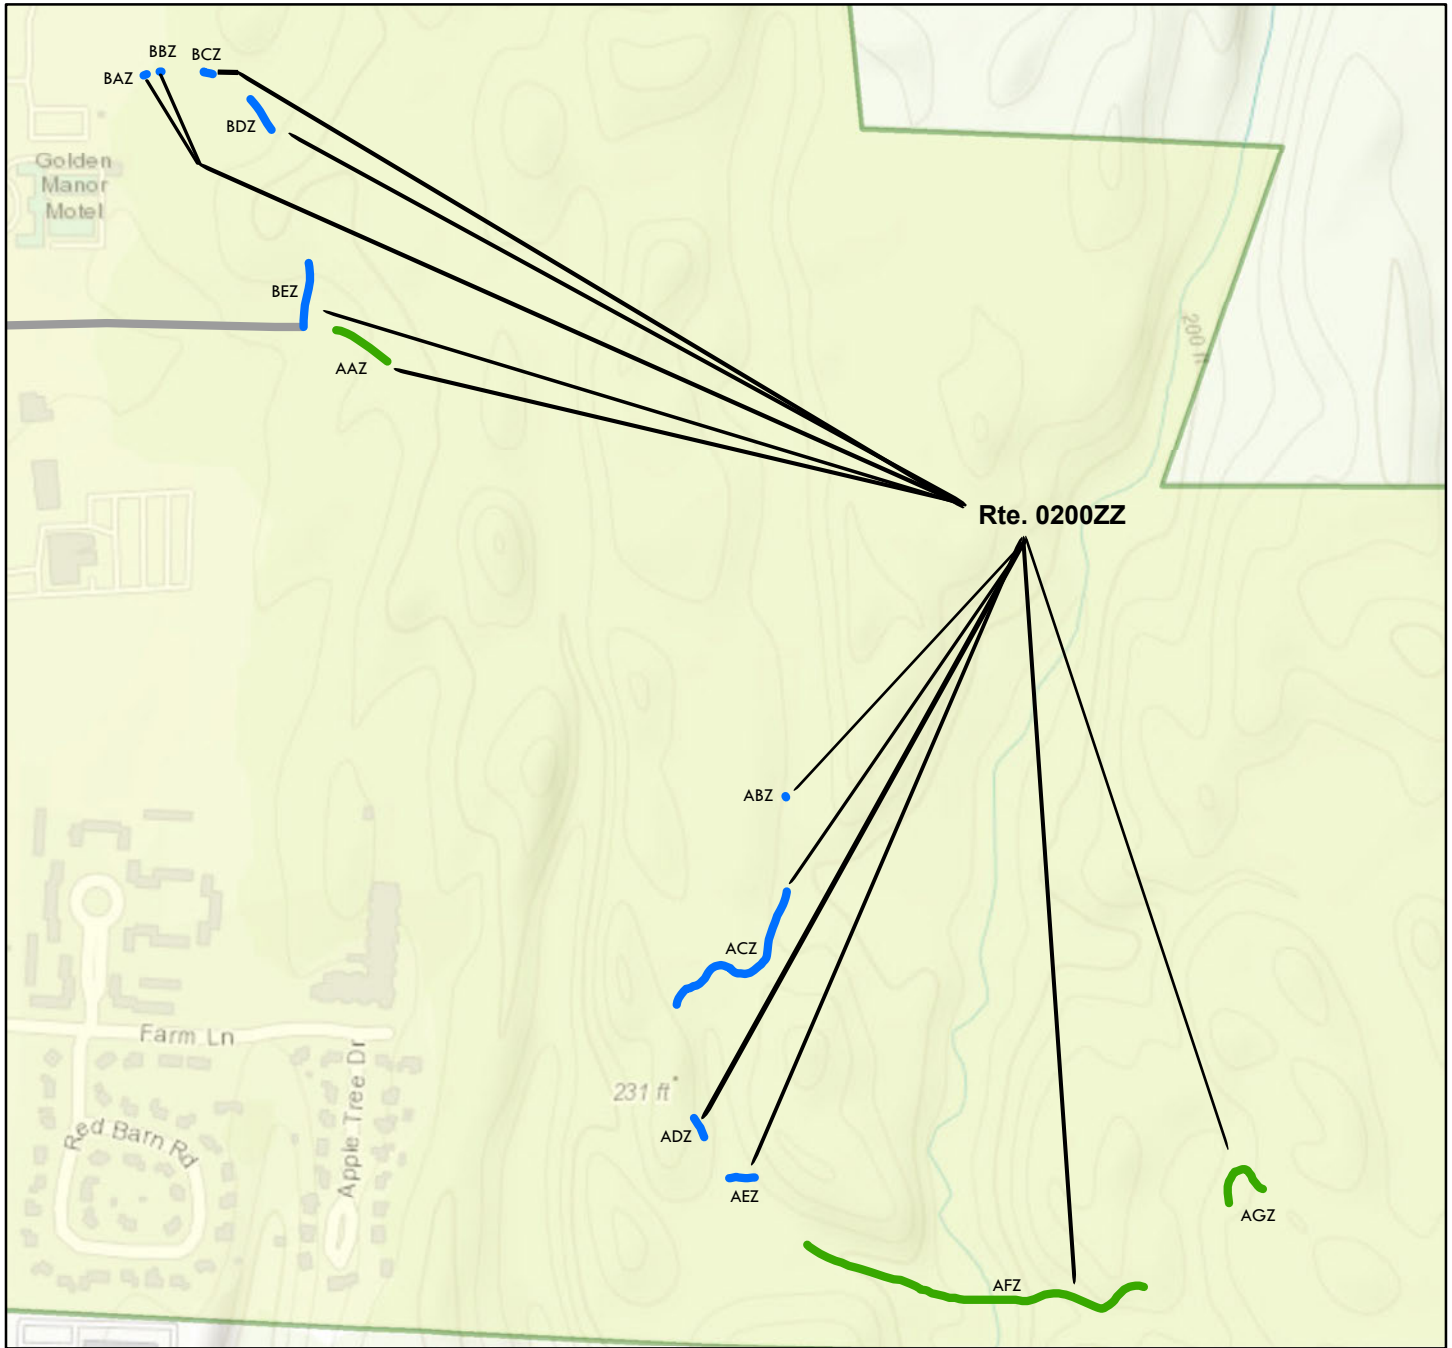 BBZ
BCZ
BAZ
BDZ
Golden
Manor
Motel
BEZ
AAZ
200 ft
Rte. 0200ZZ
ABZ
ACZ
Farm Ln
Apple Tree Dr
231 ft
Red Barn Rd
ADZ
AEZ
AGZ
AFZ